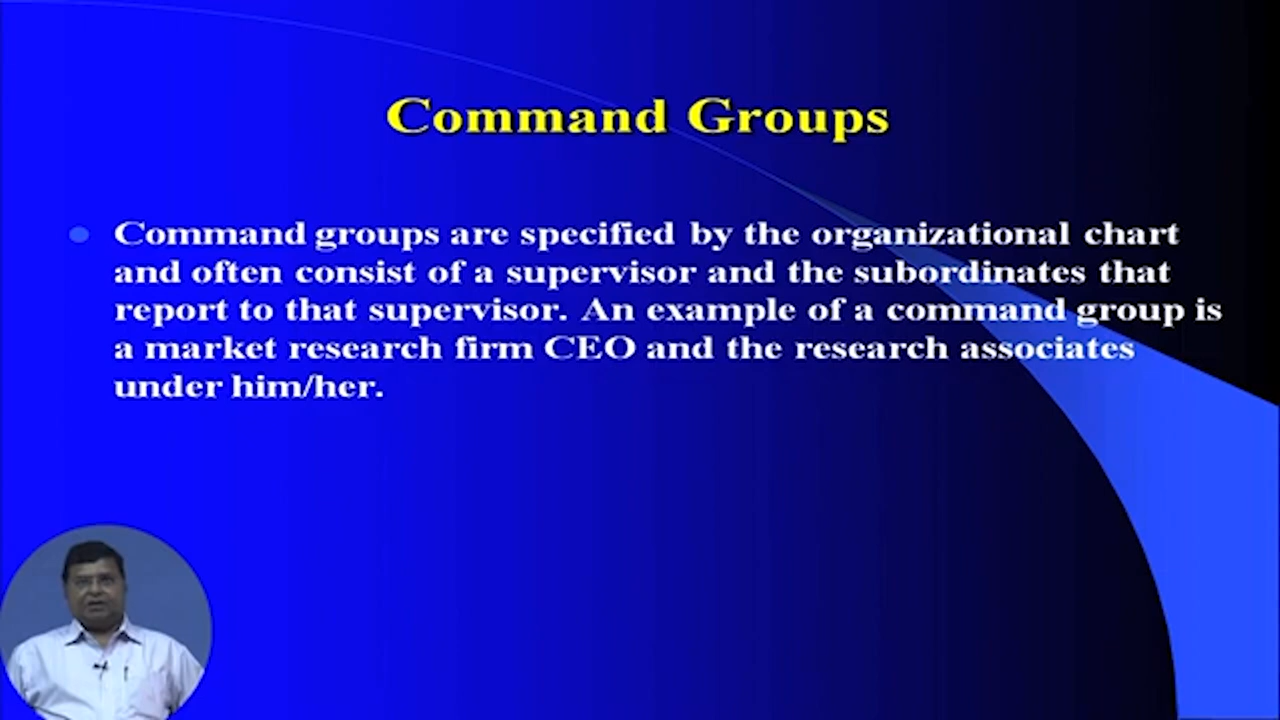 Command Groups
Command groups are specified by the organizational chart
and often consist of a supervisor and the subordinates that
report to that supervisor. An example of a command group is
a market research firm CEO and the research associates
under him/her.